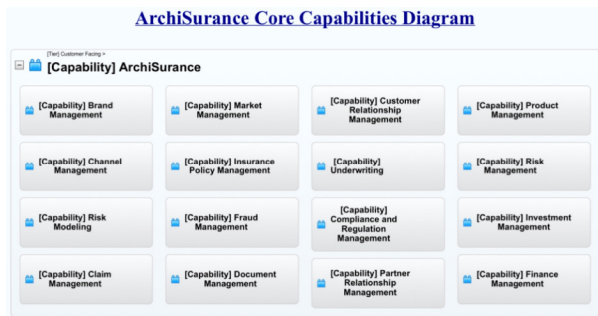 ArchiSurance Core Capabilities Diagram
[Tier] Customer Facing >
[Capability] ArchiSurance
[Capability] Brand
Management
[Capability] Market
Management
[Capability] Customer
Relationship
Management
[Capability] Product
Management
[Capability] Channel
Management
[Capability] Insurance
Policy Management
[Capability]
Underwriting
[Capability] Risk
Management
[Capability] Risk
Modeling
[Capability] Fraud
Management
[Capability]
Compliance and
Regulation
Management
[Capability] Investment
Management
[Capability] Claim
Management
[Capability] Document
Management
[Capability] Partner
Relationship
Management
[Capability] Finance
Management